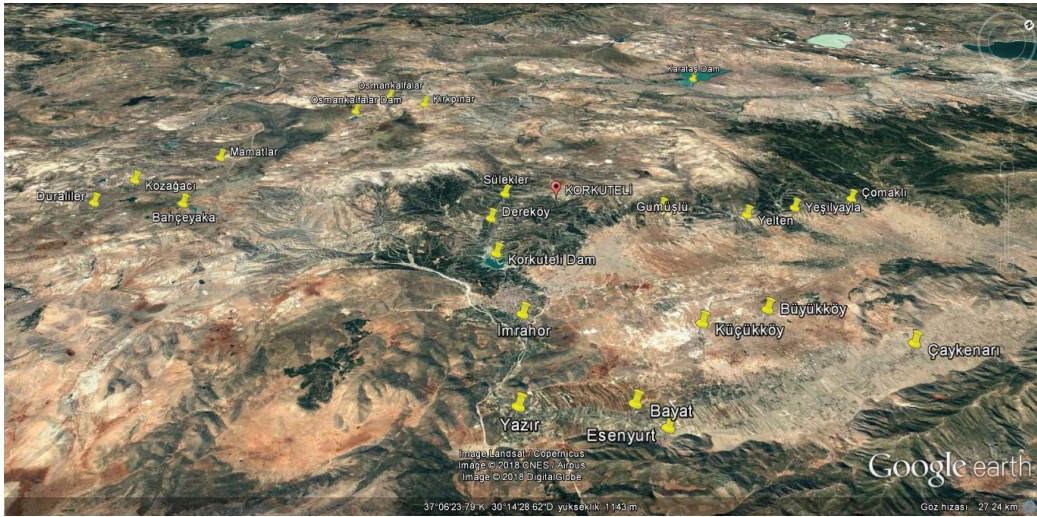 Karataş Dam
Osmankalfalar
Osmankalfalar Dam
Kırkpınar
Mamatlar
Kozağacı
Duraliler
Bahçeyaka
Sülekler
KORKUTELİ
Dereköy
Gümüşlü
Yelten
Yeşilyayla
Çomaklı
Korkuteli Dam
İmrahor
Küçükköy
Büyükköy
Çaykenarı
Yazır
Bayat
Esenyurt
Image Landsat / Copernicus
Image © 2018 CNES / Airbus
Image © 2018 DigitalGlobe
Google earth
37°06'23.79"K 30°14'28.62"D yükseklik 1143 m
Göz hizası 27.24 km